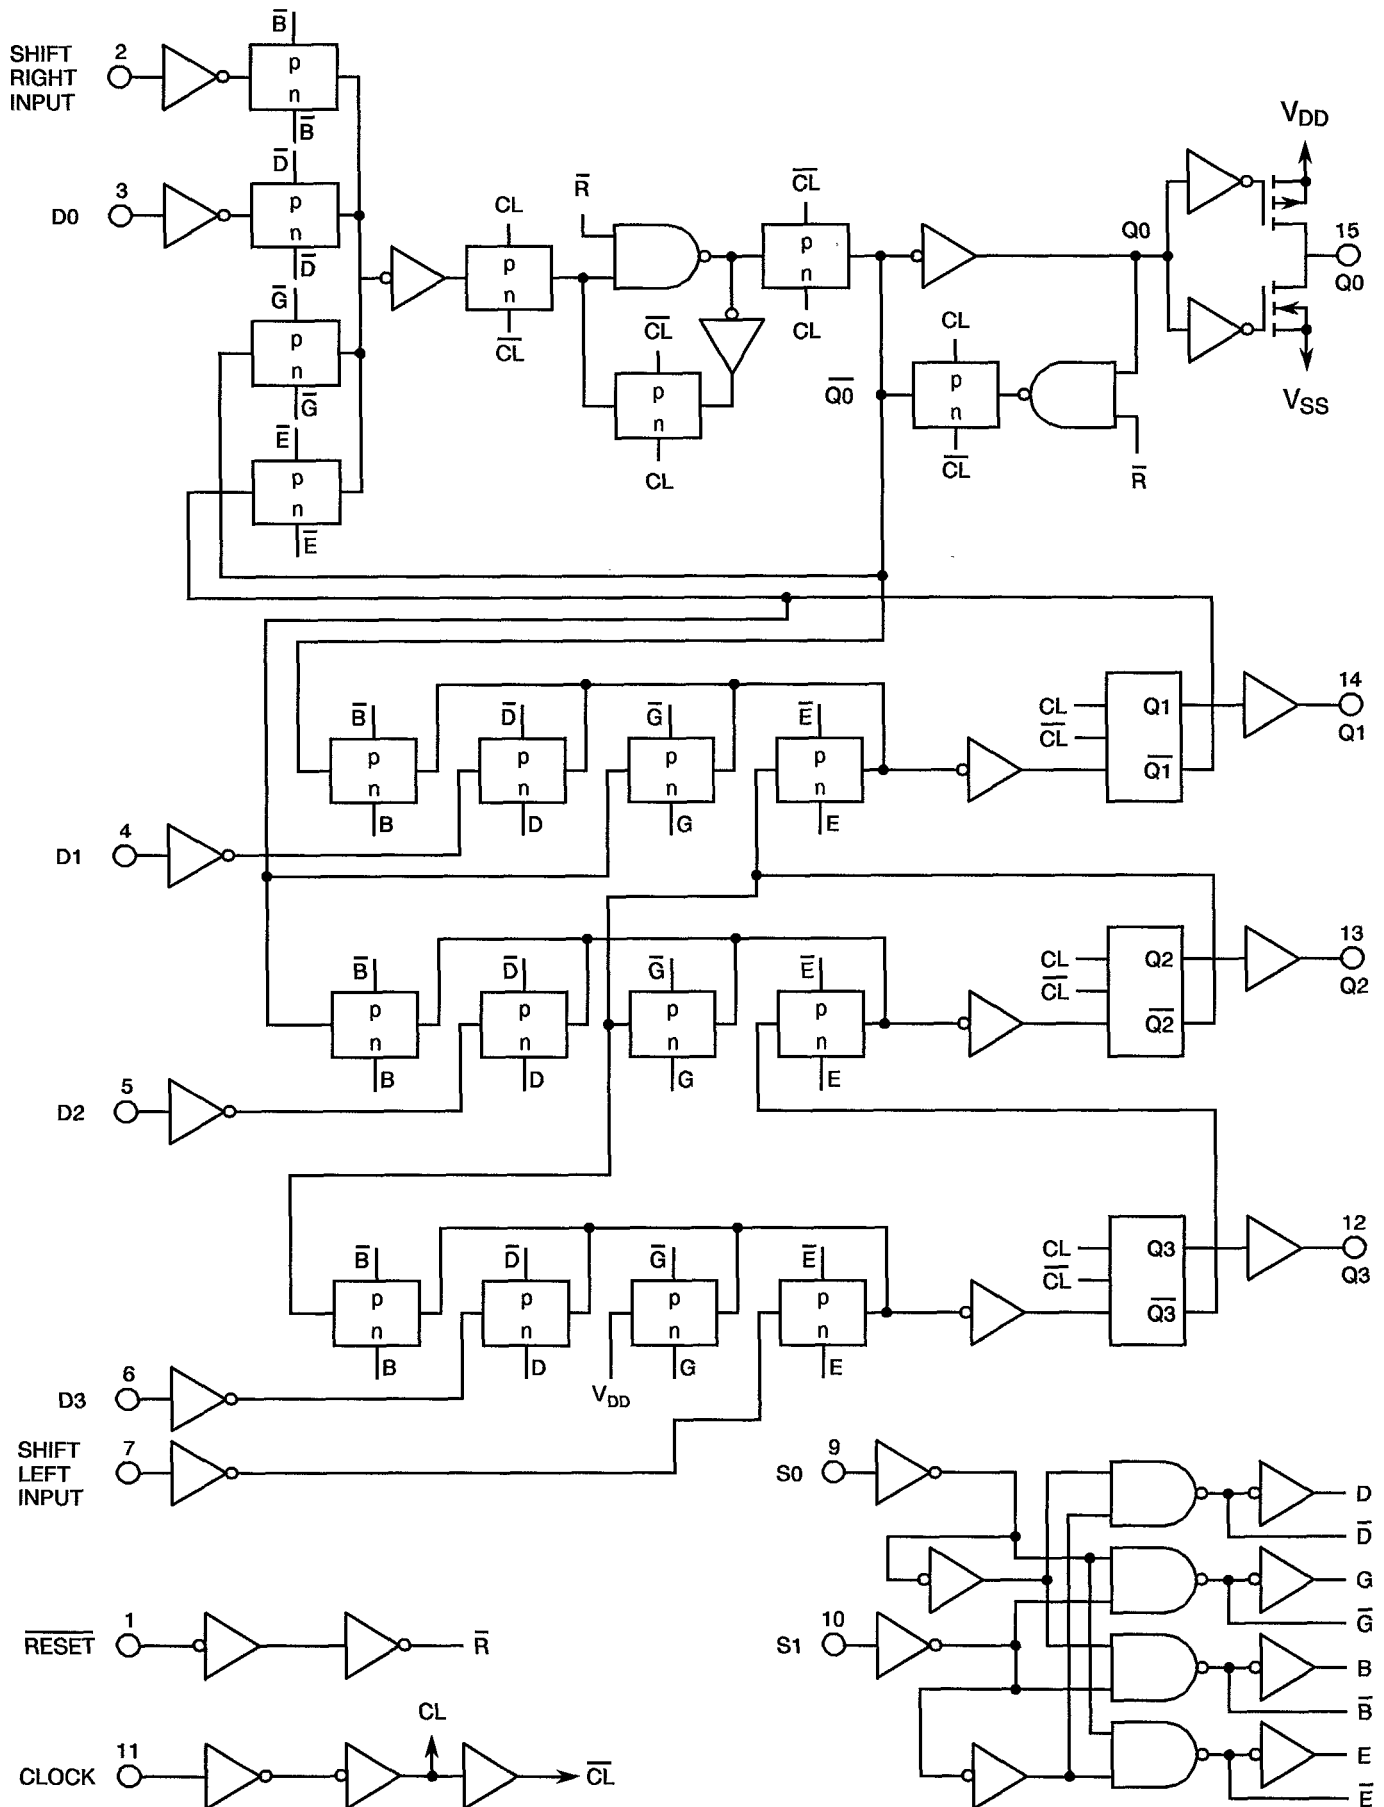 SHIFT
RIGHT
INPUT
2
B̅
p
n
B̅
D0
3
D̅
p
n
D̅
G̅
p
n
G̅
E̅
p
n
E̅
CL
p
n
C̅L̅
R̅
C̅L̅
p
n
CL
C̅L̅
p
n
CL
Q̅0̅
CL
p
n
C̅L̅
R̅
Q0
VDD
15
Q0
VSS
B̅
p
n
B
D̅
p
n
D
G̅
p
n
G
E̅
p
n
E
CL
C̅L̅
Q1
Q̅1̅
14
Q1
D1
4
B̅
p
n
B
D̅
p
n
D
G̅
p
n
G
E̅
p
n
E
CL
C̅L̅
Q2
Q̅2̅
13
Q2
D2
5
B̅
p
n
B
D̅
p
n
D
G̅
p
n
G
VDD
E̅
p
n
E
CL
C̅L̅
Q3
Q̅3̅
12
Q3
D3
6
SHIFT
LEFT
INPUT
7
S0
9
S1
10
D
D̅
G
G̅
B
B̅
E
E̅
R̅E̅S̅E̅T̅
1
R̅
CLOCK
11
CL
C̅L̅